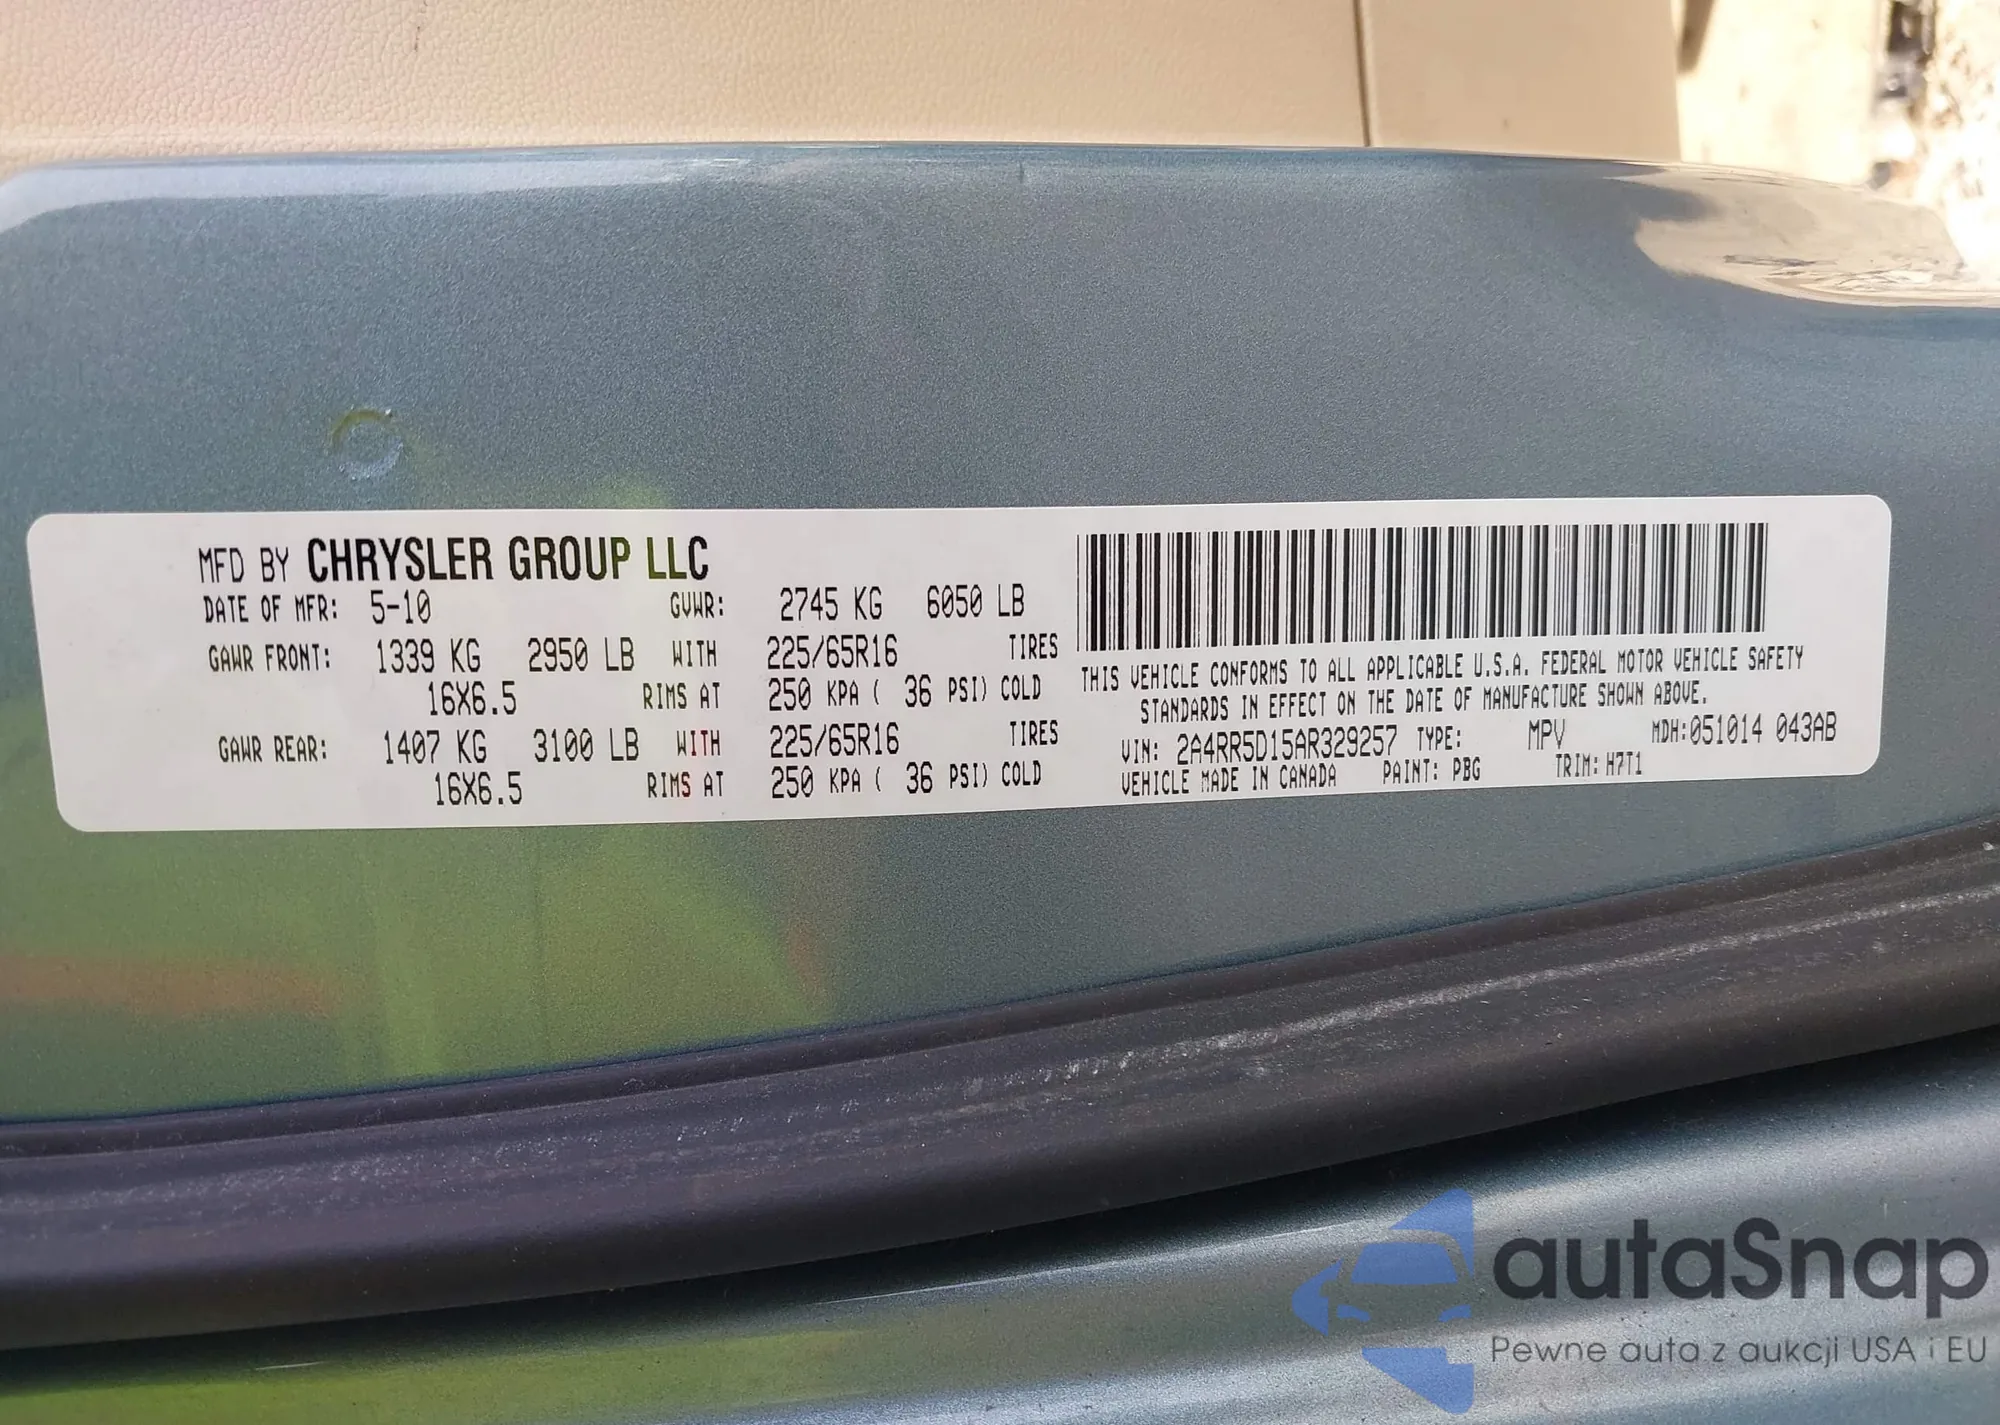 MFD BY CHRYSLER GROUP LLC
DATE OF MFR: 5-10 GVWR: 2745 KG 6050 LB
GAWR FRONT: 1339 KG 2950 LB WITH 225/65R16 TIRES
16X6.5 RIMS AT 250 KPA ( 36 PSI) COLD
GAWR REAR: 1407 KG 3100 LB WITH 225/65R16 TIRES
16X6.5 RIMS AT 250 KPA ( 36 PSI) COLD
THIS VEHICLE CONFORMS TO ALL APPLICABLE U.S.A. FEDERAL MOTOR VEHICLE SAFETY
STANDARDS IN EFFECT ON THE DATE OF MANUFACTURE SHOWN ABOVE.
VIN: 2A4RR5D15AR329257 TYPE: MPV MDH:051014 043AB
VEHICLE MADE IN CANADA PAINT: PBG TRIM: H7T1
autaSnap
Pewne auta z aukcji USA i EU